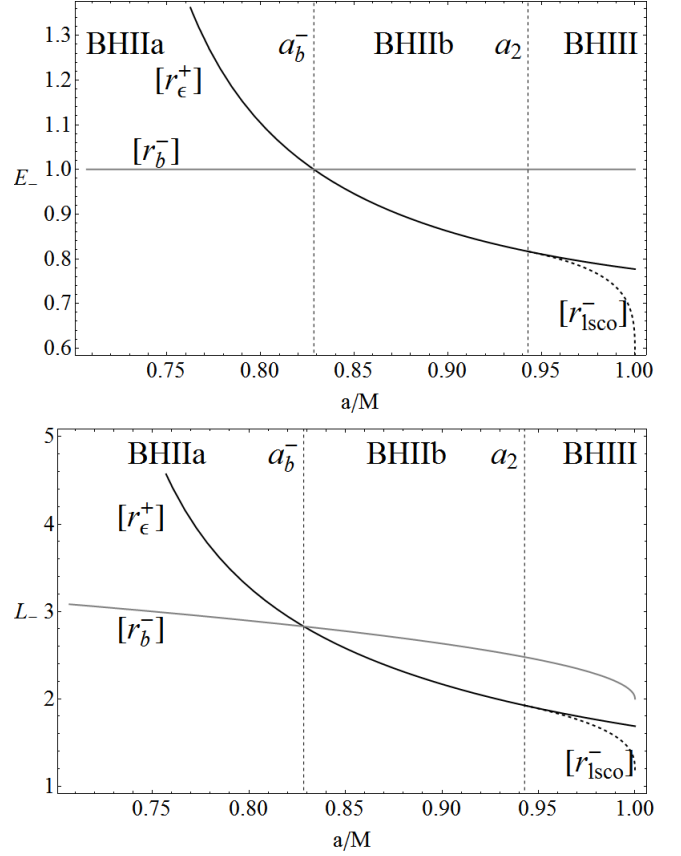 BHIIa
a_b^-
BHIIb
a_2
BHIII
[r_ϵ^+]
[r_b^-]
E_-
[r_lsco^-]
1.3
1.2
1.1
1.0
0.9
0.8
0.7
0.6
0.75
0.80
0.85
0.90
0.95
1.00
a/M
BHIIa
a_b^-
BHIIb
a_2
BHIII
[r_ϵ^+]
[r_b^-]
L_-
[r_lsco^-]
5
4
3
2
1
0.75
0.80
0.85
0.90
0.95
1.00
a/M